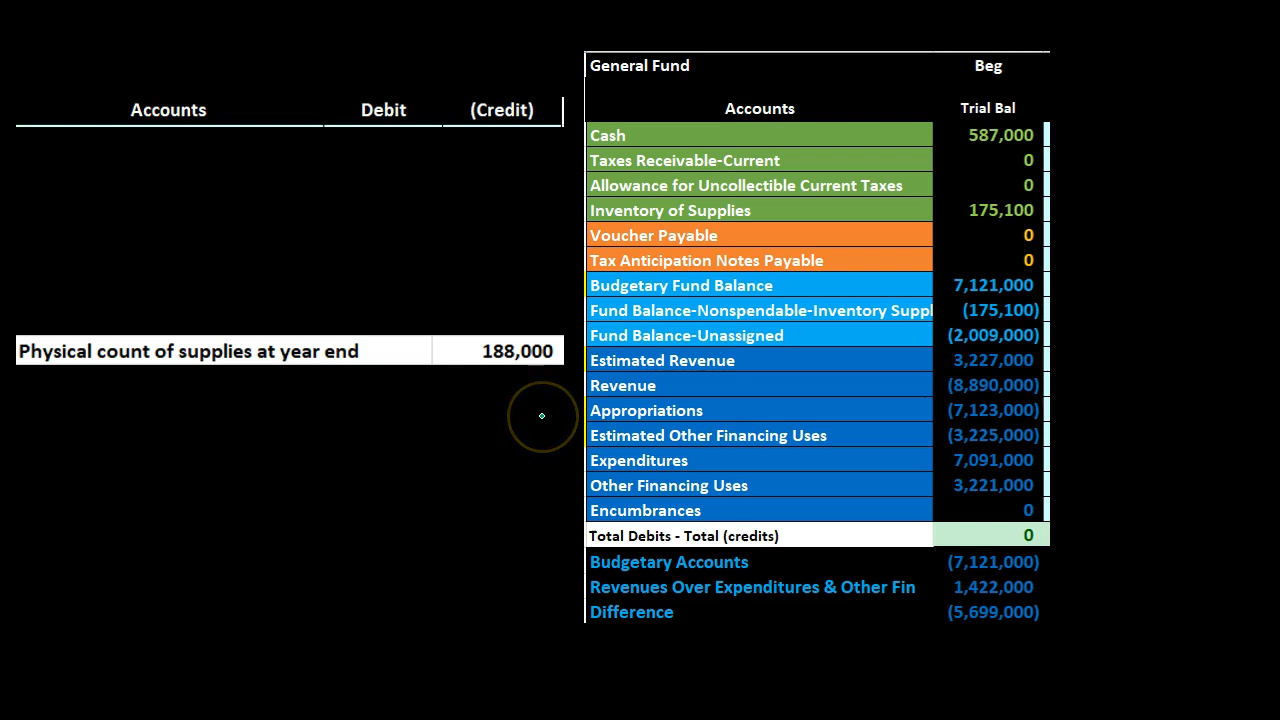 Accounts Debit (Credit)
Physical count of supplies at year end 188,000
General Fund Beg
Accounts Trial Bal
Cash 587,000
Taxes Receivable-Current 0
Allowance for Uncollectible Current Taxes 0
Inventory of Supplies 175,100
Voucher Payable 0
Tax Anticipation Notes Payable 0
Budgetary Fund Balance 7,121,000
Fund Balance-Nonspendable-Inventory Suppl (175,100)
Fund Balance-Unassigned (2,009,000)
Estimated Revenue 3,227,000
Revenue (8,890,000)
Appropriations (7,123,000)
Estimated Other Financing Uses (3,225,000)
Expenditures 7,091,000
Other Financing Uses 3,221,000
Encumbrances 0
Total Debits - Total (credits) 0
Budgetary Accounts (7,121,000)
Revenues Over Expenditures & Other Fin 1,422,000
Difference (5,699,000)